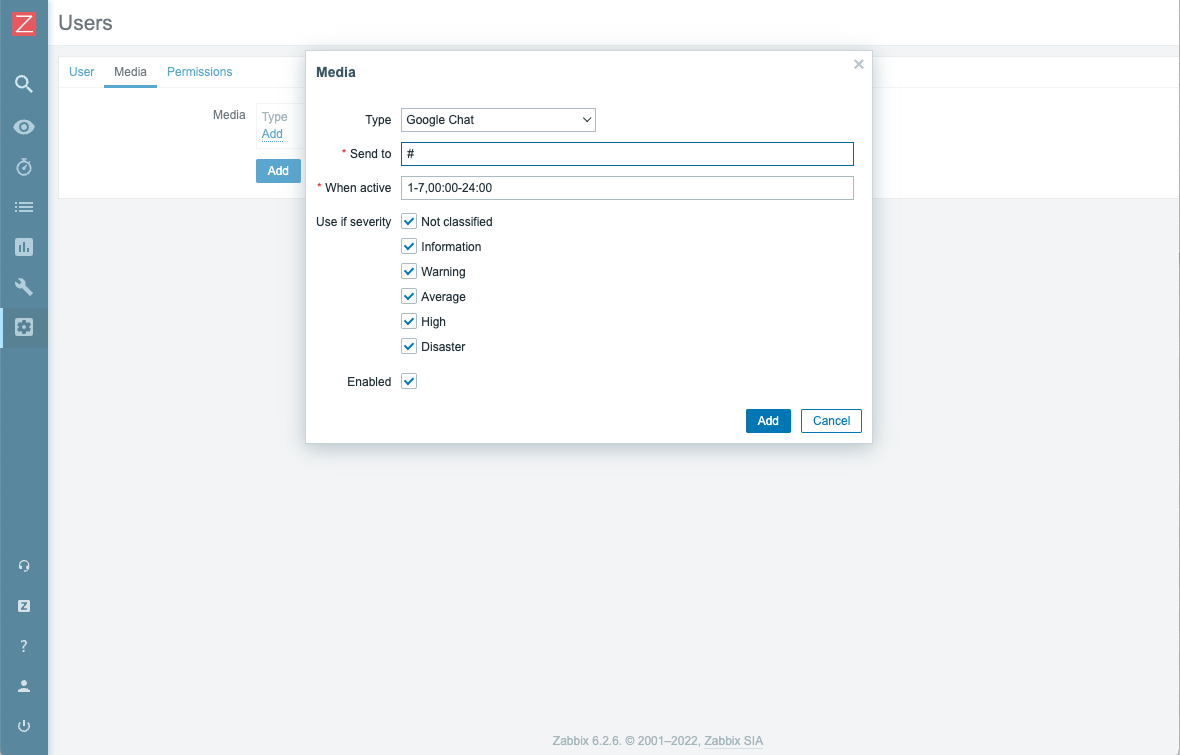 Z
Users
User Media Permissions
Media
Type
Add
Add
Media
Type Google Chat
* Send to #
* When active 1-7,00:00-24:00
Use if severity Not classified
Information
Warning
Average
High
Disaster
Enabled
Add Cancel
Z
?
Zabbix 6.2.6. © 2001–2022, Zabbix SIA